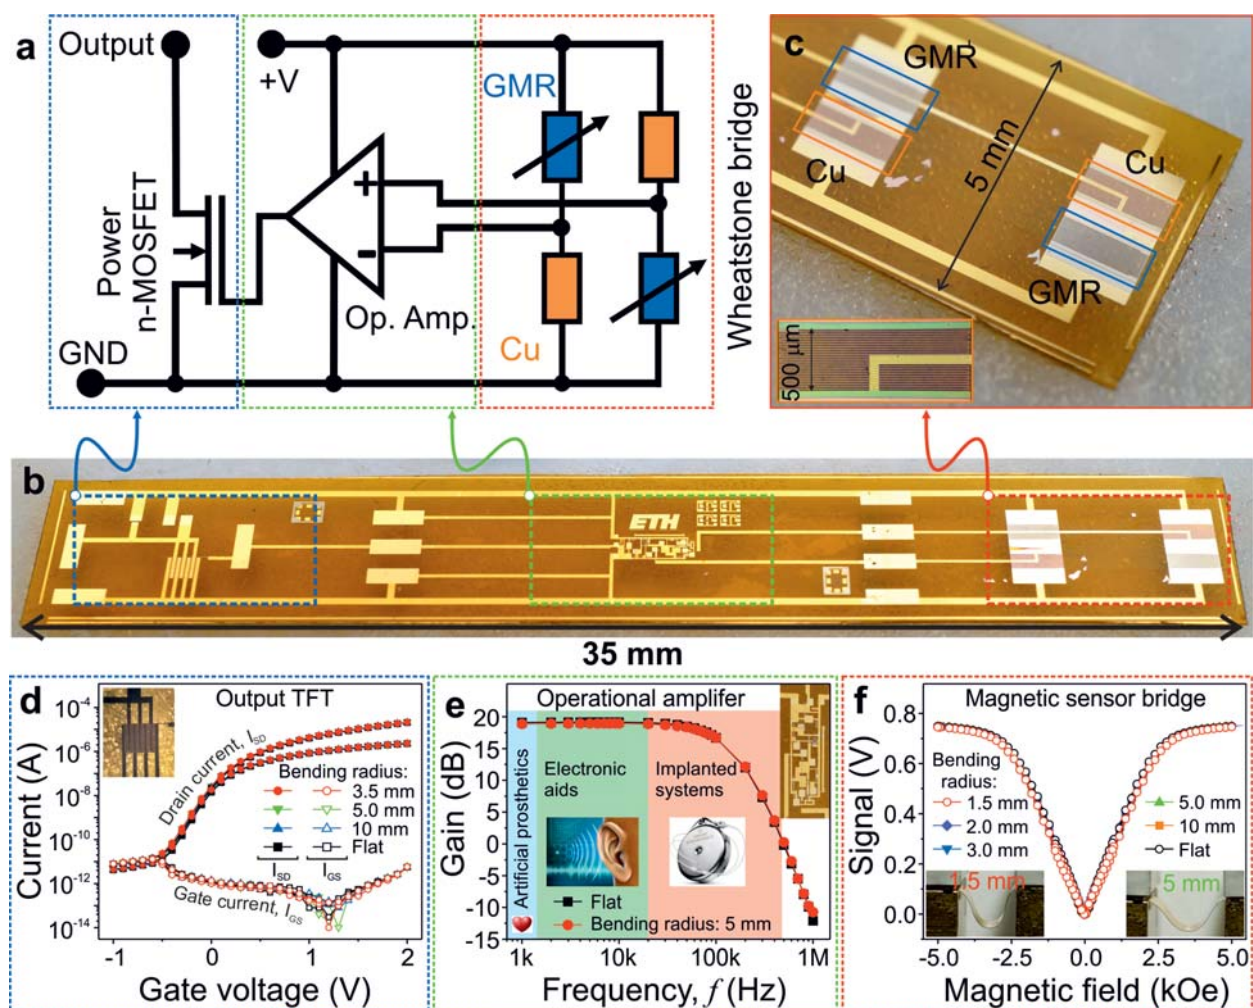 a
Output
+V
GMR
Power
n-MOSFET
+
-
Op. Amp.
GND
Cu
Wheatstone bridge
c
GMR
Cu
5 mm
Cu
GMR
500 µm
b
ETH
35 mm
d
Output TFT
Current (A)
10⁻⁴
10⁻⁶
10⁻⁸
10⁻¹⁰
10⁻¹²
10⁻¹⁴
Drain current, I_SD
Bending radius:
3.5 mm
5.0 mm
10 mm
Flat
I_SD
I_GS
Gate current, I_GS
-1
0
1
2
Gate voltage (V)
e
Operational amplifer
Gain (dB)
20
15
10
5
0
-5
-10
-15
Artificial prosthetics
Electronic
aids
Implanted
systems
Flat
Bending radius: 5 mm
1k
10k
100k
1M
Frequency, f (Hz)
f
Magnetic sensor bridge
Signal (V)
0.8
0.6
0.4
0.2
0.0
Bending
radius:
1.5 mm
2.0 mm
3.0 mm
5.0 mm
10 mm
Flat
1.5 mm
5 mm
-5.0
-2.5
0.0
2.5
5.0
Magnetic field (kOe)